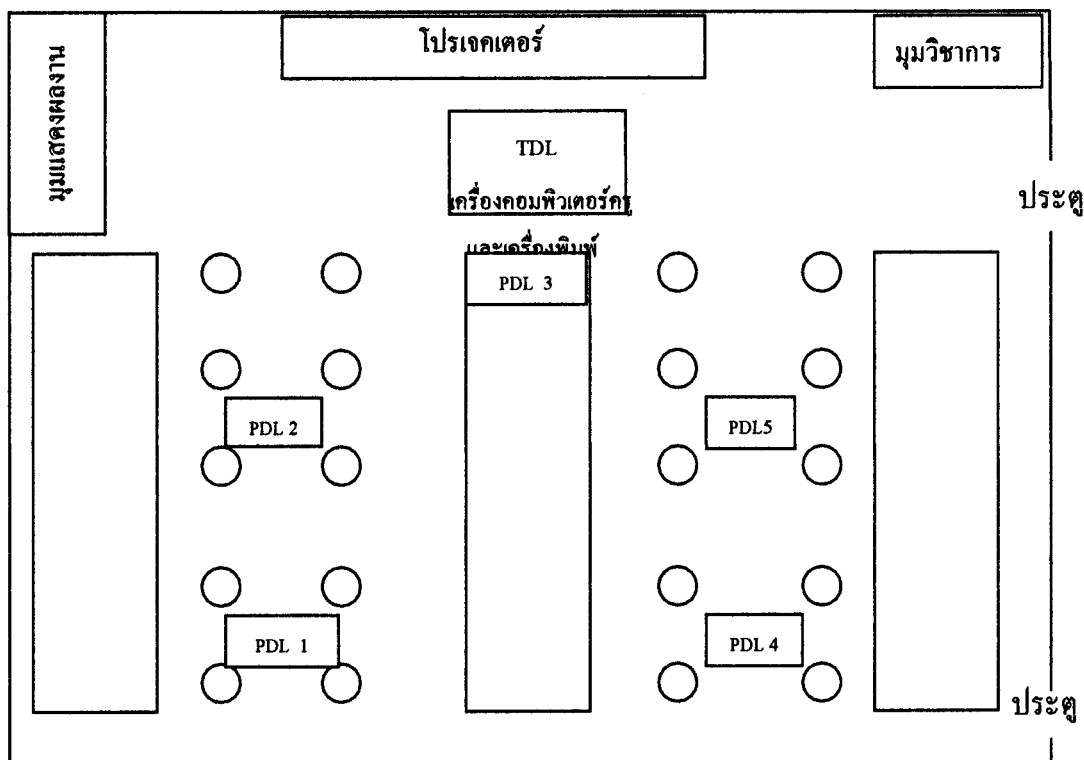 โปรเจคเตอร์
มุมวิชาการ
มุมแสดงผลงาน
TDL
เครื่องคอมพิวเตอร์ครู
และเครื่องพิมพ์
ประตู
PDL 3
PDL 2
PDL5
PDL 1
PDL 4
ประตู